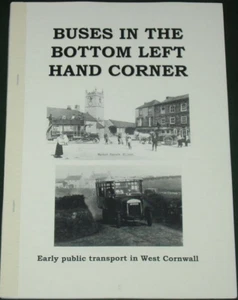 BUSES IN THE
BOTTOM LEFT
HAND CORNER
Early public transport in West Cornwall